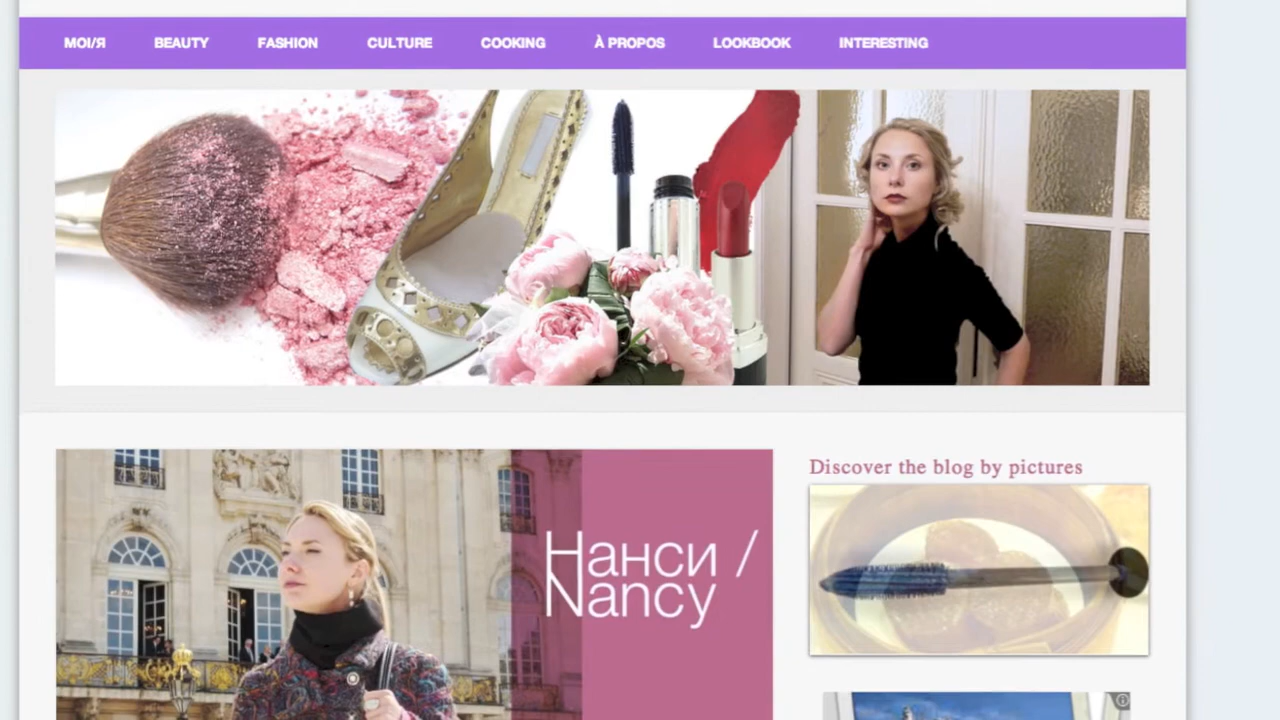 MOI/Я BEAUTY FASHION CULTURE COOKING À PROPOS LOOKBOOK INTERESTING
Discover the blog by pictures
Нанси /
Nancy